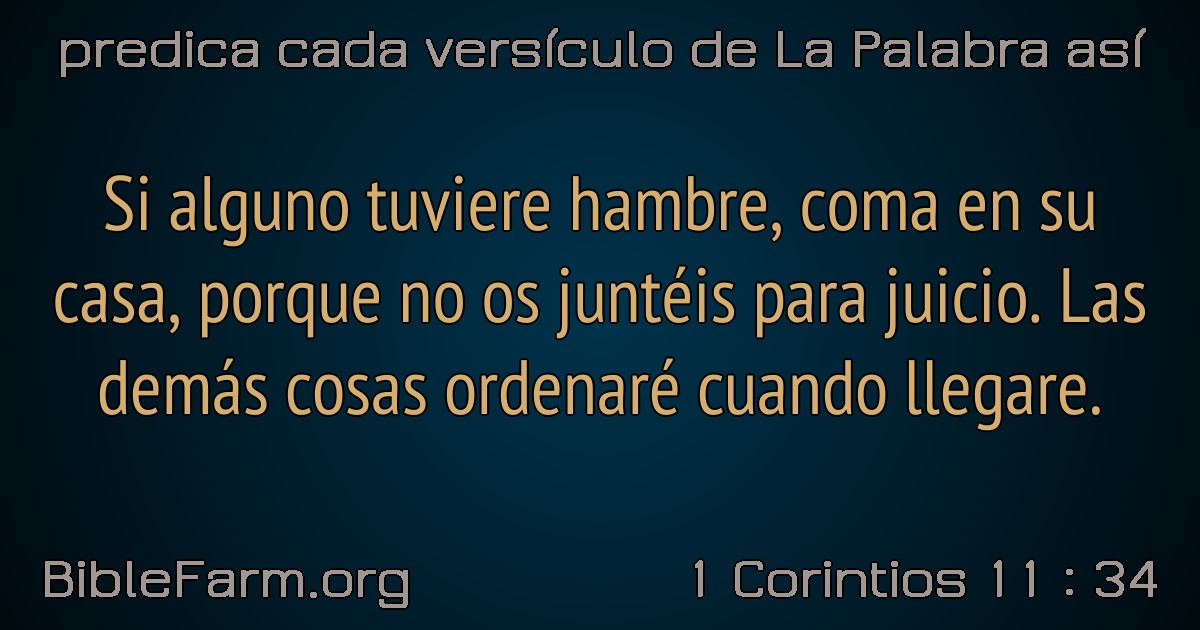 predica cada versículo de La Palabra así
Si alguno tuviere hambre, coma en su
casa, porque no os juntéis para juicio. Las
demás cosas ordenaré cuando llegare.
BibleFarm.org
1 Corintios 11 : 34